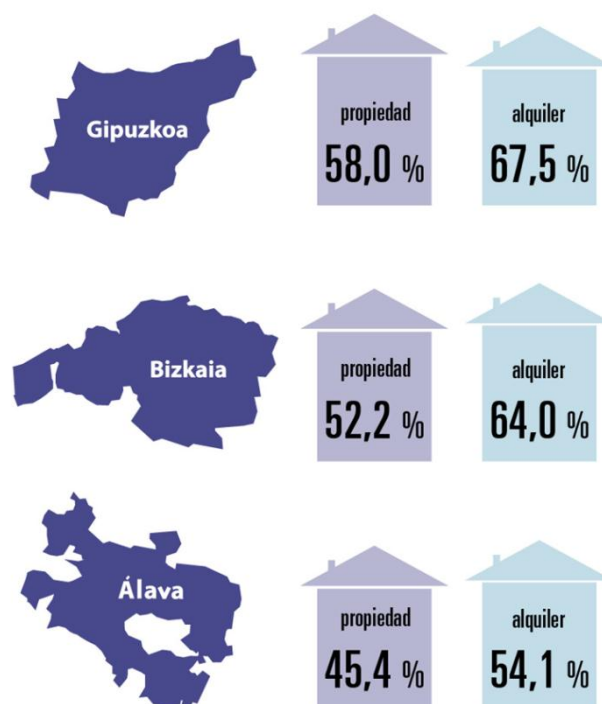 Gipuzkoa
propiedad
58,0 %
alquiler
67,5 %
Bizkaia
propiedad
52,2 %
alquiler
64,0 %
Álava
propiedad
45,4 %
alquiler
54,1 %